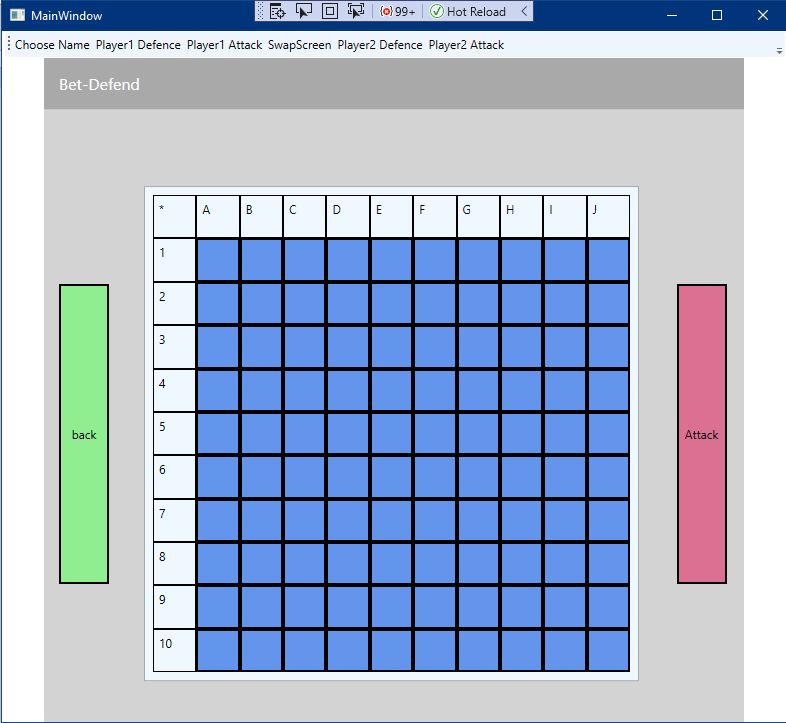 MainWindow
99+ Hot Reload
Choose Name Player1 Defence Player1 Attack SwapScreen Player2 Defence Player2 Attack
Bet-Defend
* A B C D E F G H I J
1
2
3
4
5
back Attack
6
7
8
9
10